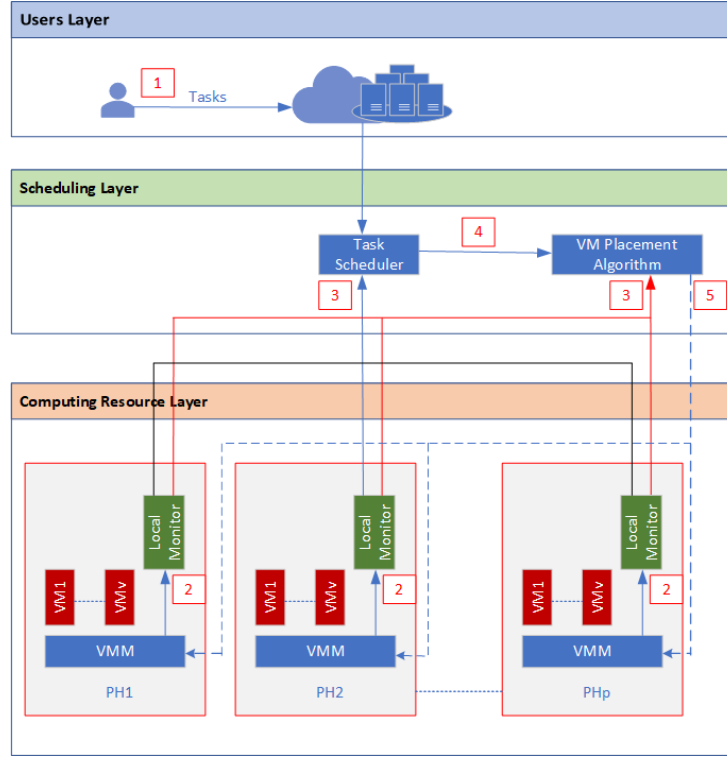 Users Layer
1
Tasks
Scheduling Layer
Task
Scheduler
4
VM Placement
Algorithm
3
3
5
Computing Resource Layer
Local
Monitor
Local
Monitor
Local
Monitor
VM1
VMv
2
VM1
VMv
2
VM1
VMv
2
VMM
VMM
VMM
PH1
PH2
PHp